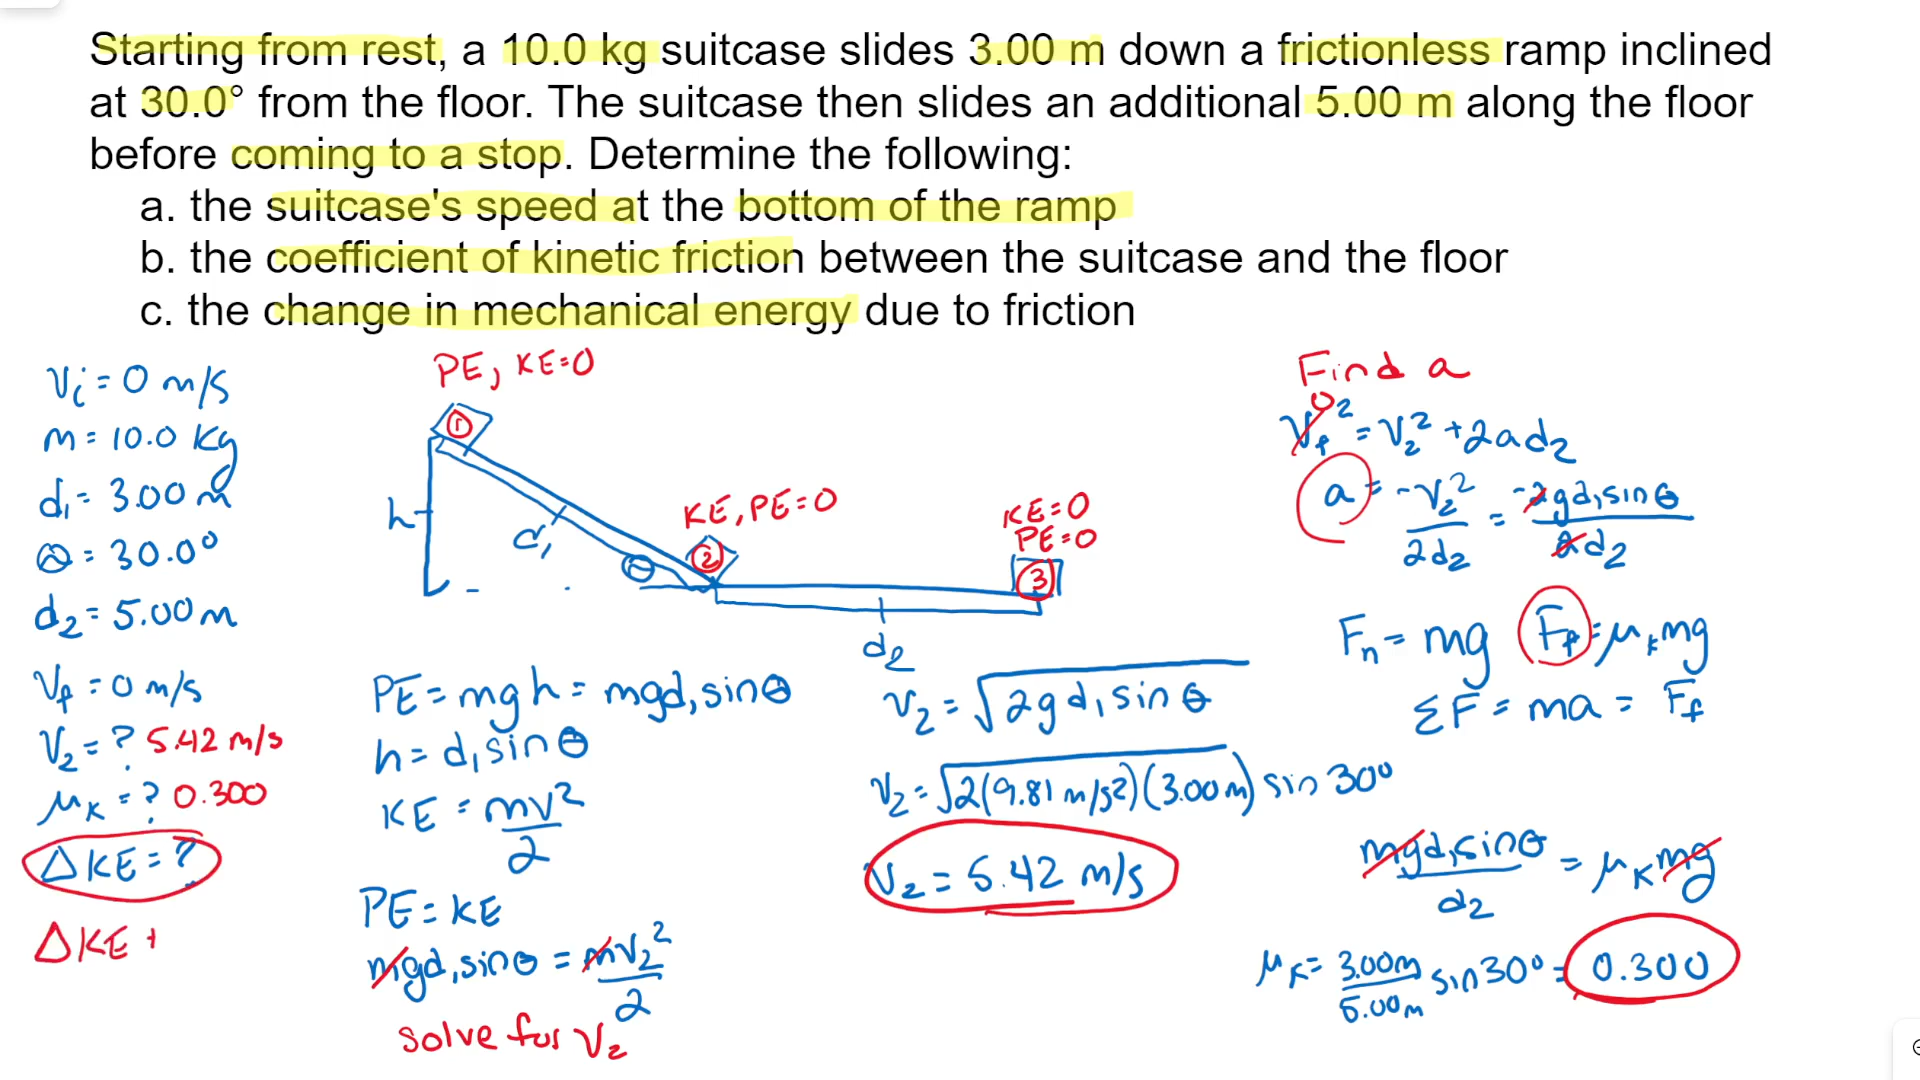 Starting from rest, a 10.0 kg suitcase slides 3.00 m down a frictionless ramp inclined
at 30.0° from the floor. The suitcase then slides an additional 5.00 m along the floor
before coming to a stop. Determine the following:
a. the suitcase's speed at the bottom of the ramp
b. the coefficient of kinetic friction between the suitcase and the floor
c. the change in mechanical energy due to friction
Vi = 0 m/s
m = 10.0 kg
d₁ = 3.00 m
θ = 30.0°
d₂ = 5.00 m
Vf = 0 m/s
V₂ = ? 5.42 m/s
μK = ? 0.300
ΔKE = ?
ΔKE +
PE, KE=0
①
h
d₁
θ
KE, PE=0
②
KE=0
PE=0
③
d₂
PE = mgh = mgd₁sinθ
h = d₁sinθ
KE = mv²/2
PE = KE
mgd₁sinθ = mV₂²/2
solve for V₂
V₂ = √2gd₁sinθ
V₂ = √2(9.81 m/s²)(3.00m) sin 30°
V₂ = 5.42 m/s
Find a
0
Vf² = V₂² + 2ad₂
a = -V₂²/2d₂ = -2gd₁sinθ/2d₂
Fn = mg Ff = μKmg
ΣF = ma = Ff
mgd₁sinθ/d₂ = μKmg
μK = 3.00m/5.00m sin30° = 0.300